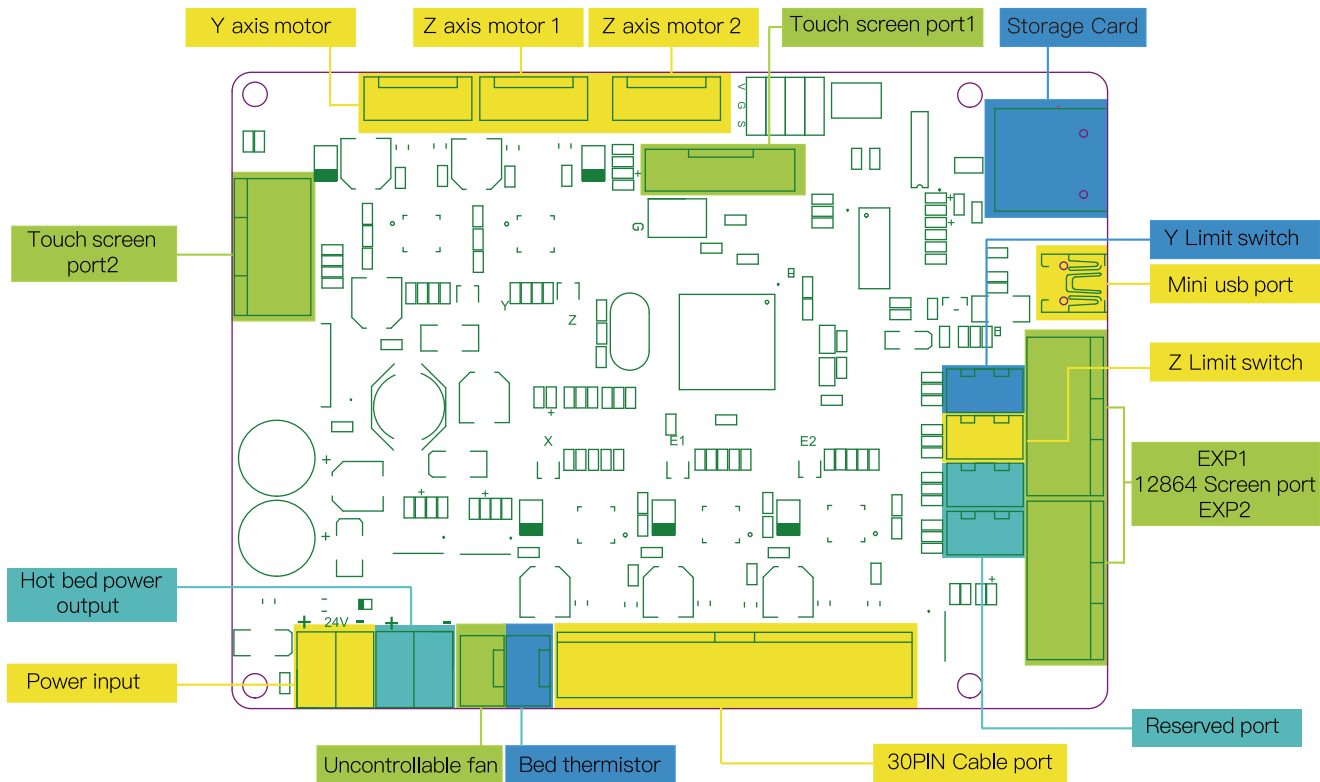 Y axis motor
Z axis motor 1
Z axis motor 2
Touch screen port1
Storage Card
V
G
S
Touch screen
port2
G
Y Limit switch
Mini usb port
Y
Z
Z Limit switch
X
E1
E2
EXP1
12864 Screen port
EXP2
Hot bed power
output
+ 24V -
+ -
Power input
Reserved port
Uncontrollable fan
Bed thermistor
30PIN Cable port